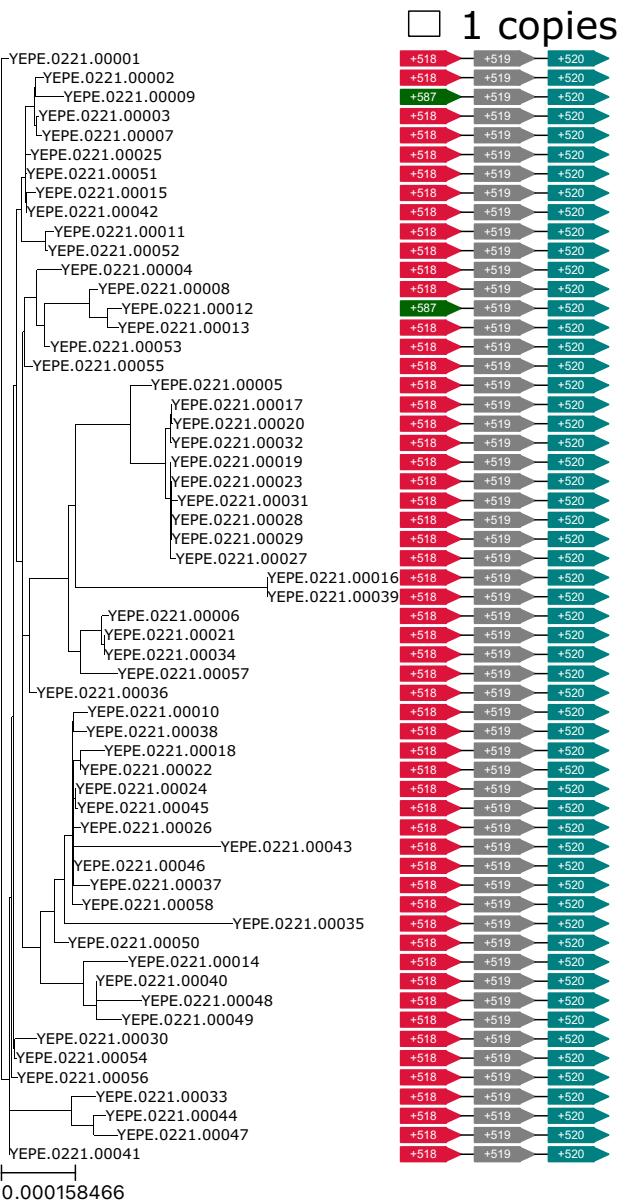 1 copies
YEPE.0221.00001 +518 +519 +520
YEPE.0221.00002 +518 +519 +520
YEPE.0221.00009 +587 +519 +520
YEPE.0221.00003 +518 +519 +520
YEPE.0221.00007 +518 +519 +520
YEPE.0221.00025 +518 +519 +520
YEPE.0221.00051 +518 +519 +520
YEPE.0221.00015 +518 +519 +520
YEPE.0221.00042 +518 +519 +520
YEPE.0221.00011 +518 +519 +520
YEPE.0221.00052 +518 +519 +520
YEPE.0221.00004 +518 +519 +520
YEPE.0221.00008 +518 +519 +520
YEPE.0221.00012 +587 +519 +520
YEPE.0221.00013 +518 +519 +520
YEPE.0221.00053 +518 +519 +520
YEPE.0221.00055 +518 +519 +520
YEPE.0221.00005 +518 +519 +520
YEPE.0221.00017 +518 +519 +520
YEPE.0221.00020 +518 +519 +520
YEPE.0221.00032 +518 +519 +520
YEPE.0221.00019 +518 +519 +520
YEPE.0221.00023 +518 +519 +520
YEPE.0221.00031 +518 +519 +520
YEPE.0221.00028 +518 +519 +520
YEPE.0221.00029 +518 +519 +520
YEPE.0221.00027 +518 +519 +520
YEPE.0221.00016 +518 +519 +520
YEPE.0221.00039 +518 +519 +520
YEPE.0221.00006 +518 +519 +520
YEPE.0221.00021 +518 +519 +520
YEPE.0221.00034 +518 +519 +520
YEPE.0221.00057 +518 +519 +520
YEPE.0221.00036 +518 +519 +520
YEPE.0221.00010 +518 +519 +520
YEPE.0221.00038 +518 +519 +520
YEPE.0221.00018 +518 +519 +520
YEPE.0221.00022 +518 +519 +520
YEPE.0221.00024 +518 +519 +520
YEPE.0221.00045 +518 +519 +520
YEPE.0221.00026 +518 +519 +520
YEPE.0221.00043 +518 +519 +520
YEPE.0221.00046 +518 +519 +520
YEPE.0221.00037 +518 +519 +520
YEPE.0221.00058 +518 +519 +520
YEPE.0221.00035 +518 +519 +520
YEPE.0221.00050 +518 +519 +520
YEPE.0221.00014 +518 +519 +520
YEPE.0221.00040 +518 +519 +520
YEPE.0221.00048 +518 +519 +520
YEPE.0221.00049 +518 +519 +520
YEPE.0221.00030 +518 +519 +520
YEPE.0221.00054 +518 +519 +520
YEPE.0221.00056 +518 +519 +520
YEPE.0221.00033 +518 +519 +520
YEPE.0221.00044 +518 +519 +520
YEPE.0221.00047 +518 +519 +520
YEPE.0221.00041 +518 +519 +520
0.000158466